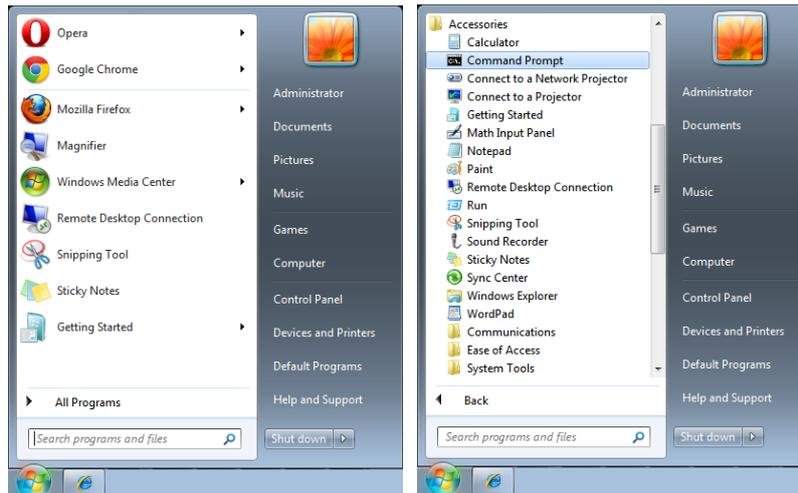 Opera
Google Chrome
Mozilla Firefox
Magnifier
Windows Media Center
Remote Desktop Connection
Snipping Tool
Sticky Notes
Getting Started
All Programs
Search programs and files
Administrator
Documents
Pictures
Music
Games
Computer
Control Panel
Devices and Printers
Default Programs
Help and Support
Shut down
Accessories
Calculator
Command Prompt
Connect to a Network Projector
Connect to a Projector
Getting Started
Math Input Panel
Notepad
Paint
Remote Desktop Connection
Run
Snipping Tool
Sound Recorder
Sticky Notes
Sync Center
Windows Explorer
WordPad
Communications
Ease of Access
System Tools
Back
Search programs and files
Administrator
Documents
Pictures
Music
Games
Computer
Control Panel
Devices and Printers
Default Programs
Help and Support
Shut down